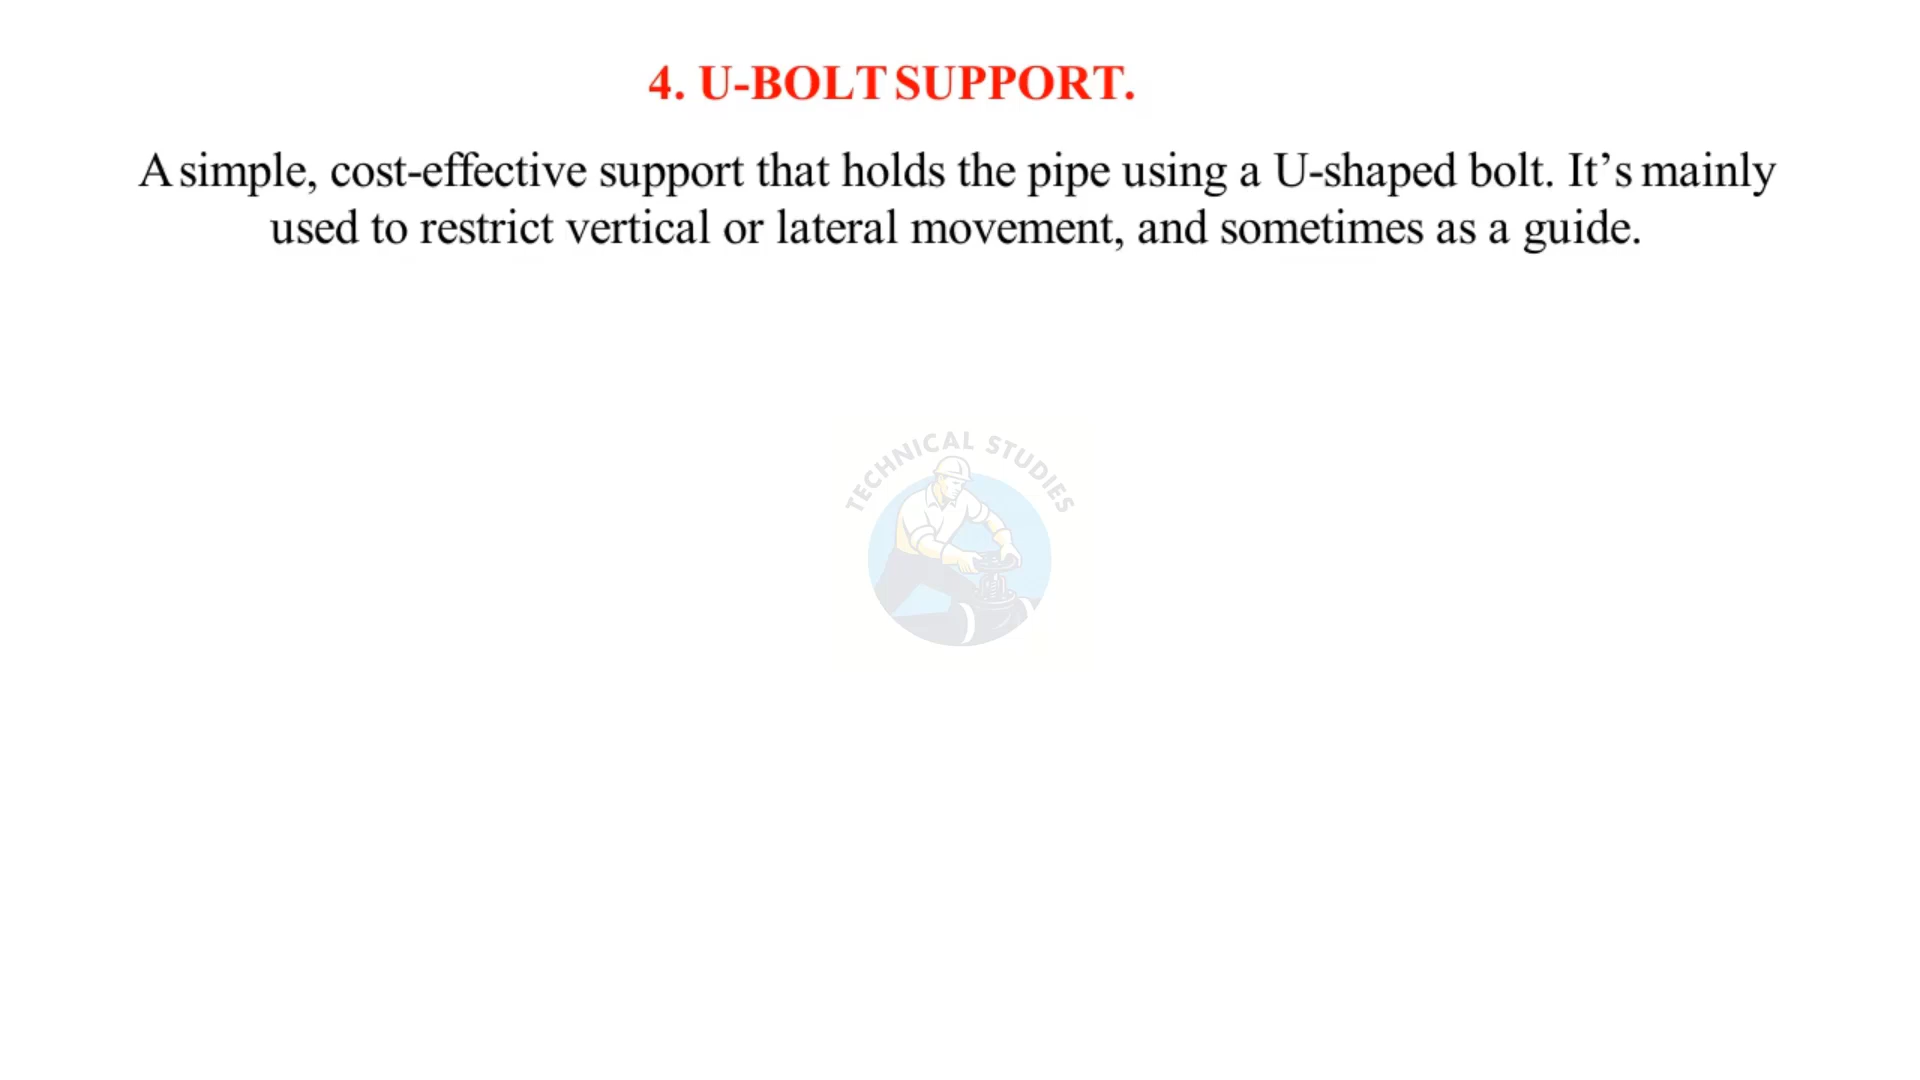 4. U-BOLT SUPPORT.
A simple, cost-effective support that holds the pipe using a U-shaped bolt. It’s mainly
used to restrict vertical or lateral movement, and sometimes as a guide.
TECHNICAL STUDIES